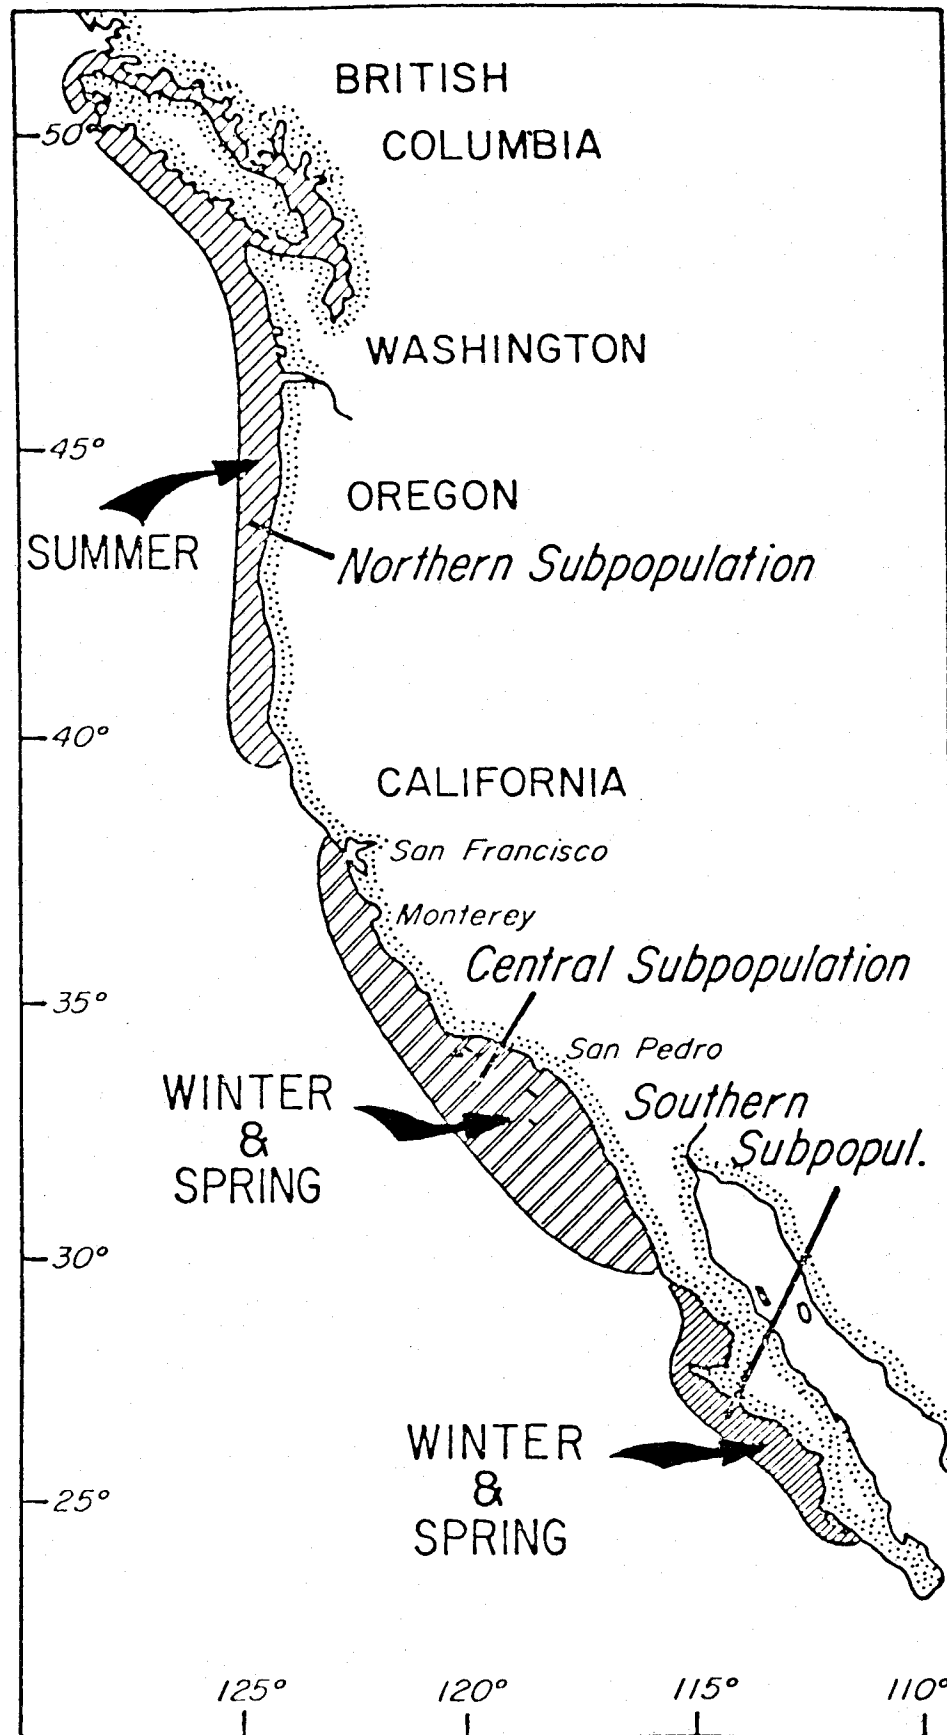 BRITISH
COLUMBIA
50°
WASHINGTON
45°
OREGON
SUMMER
Northern Subpopulation
40°
CALIFORNIA
San Francisco
Monterey
Central Subpopulation
35°
San Pedro
WINTER
&
SPRING
Southern
Subpopul.
30°
WINTER
&
SPRING
25°
125°
120°
115°
110°